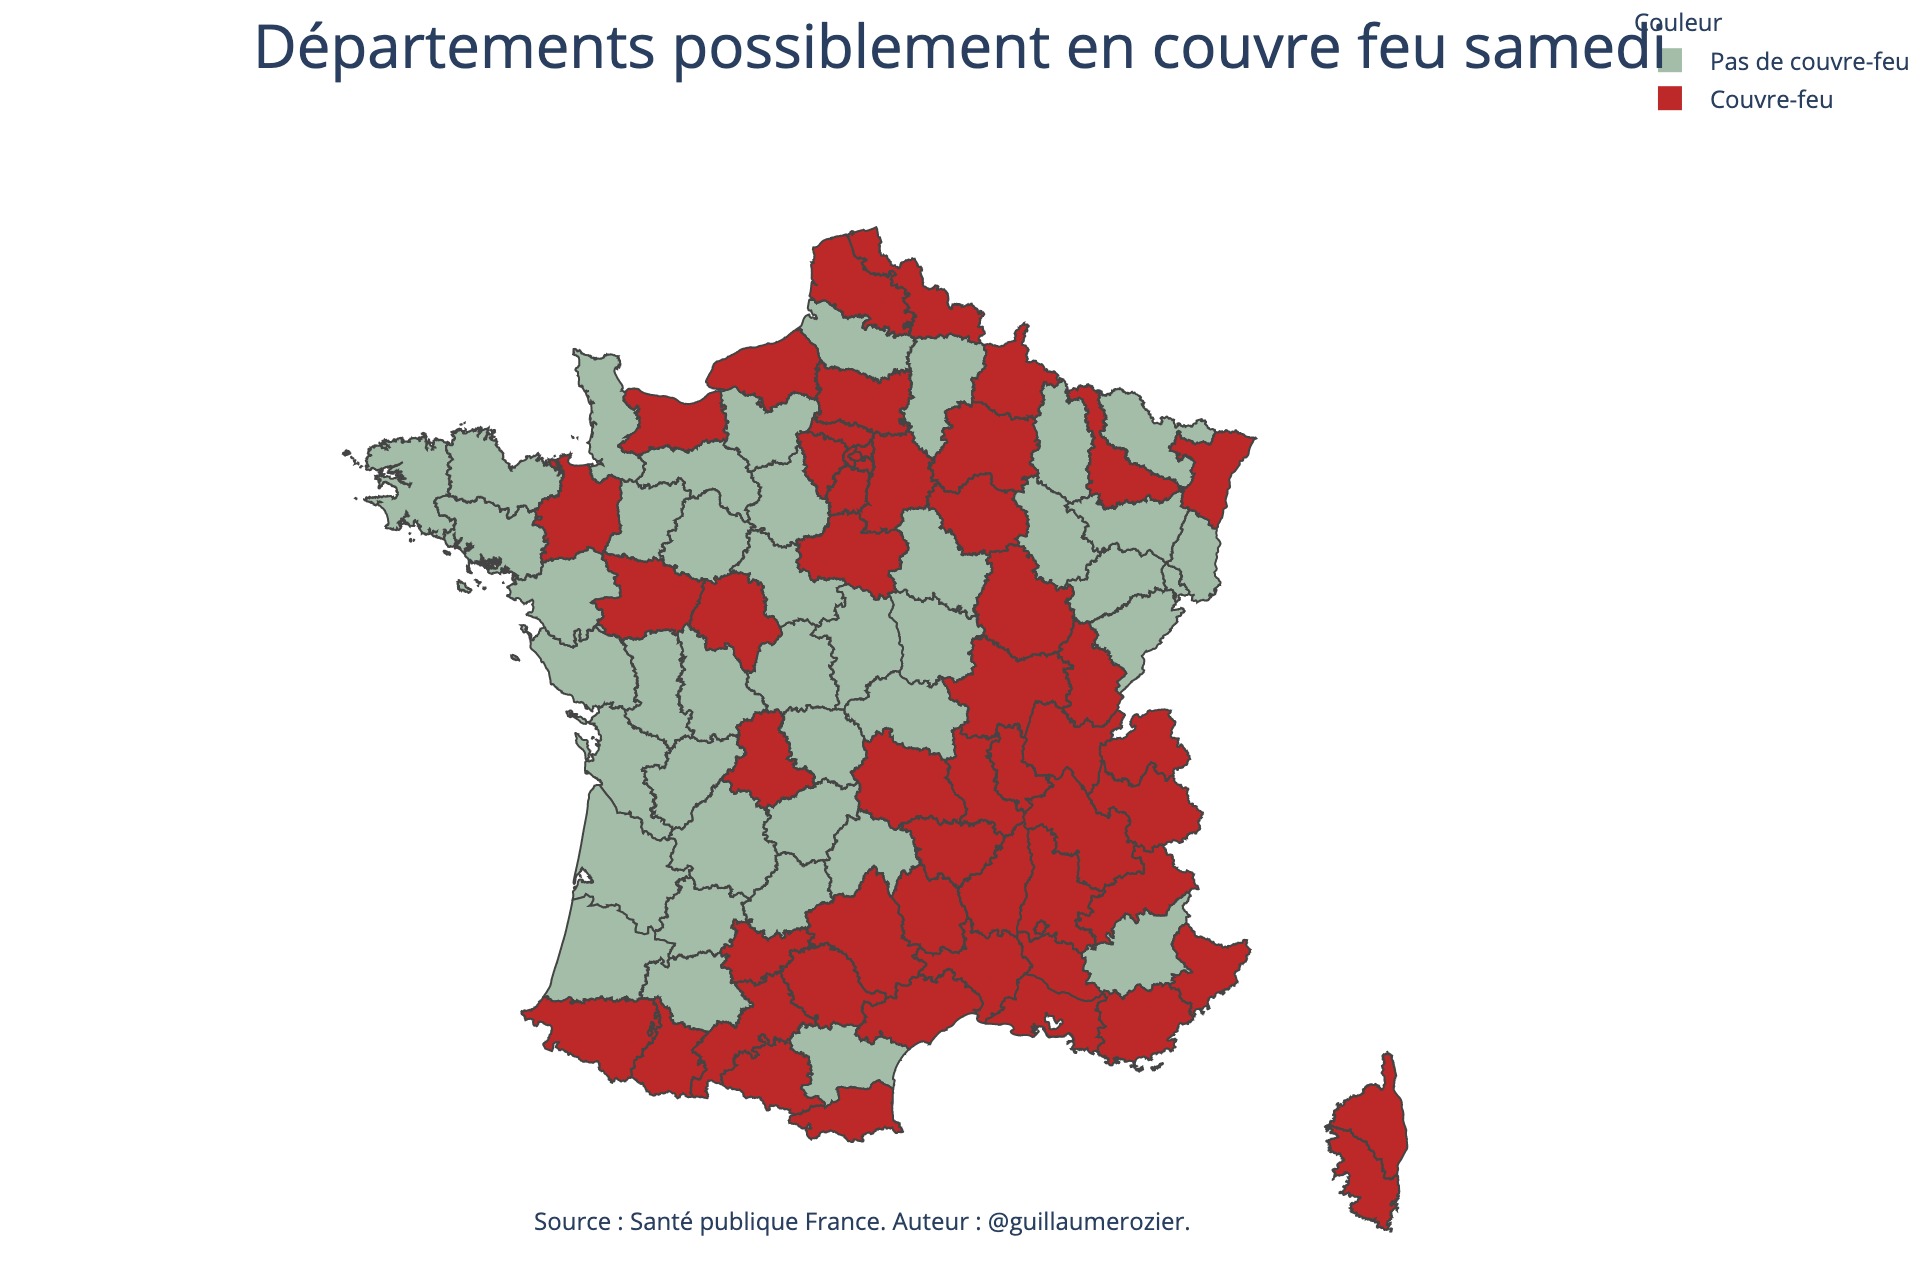 Départements possiblement en couvre feu samedi
Couleur
Pas de couvre-feu
Couvre-feu
Source : Santé publique France. Auteur : @guillaumerozier.